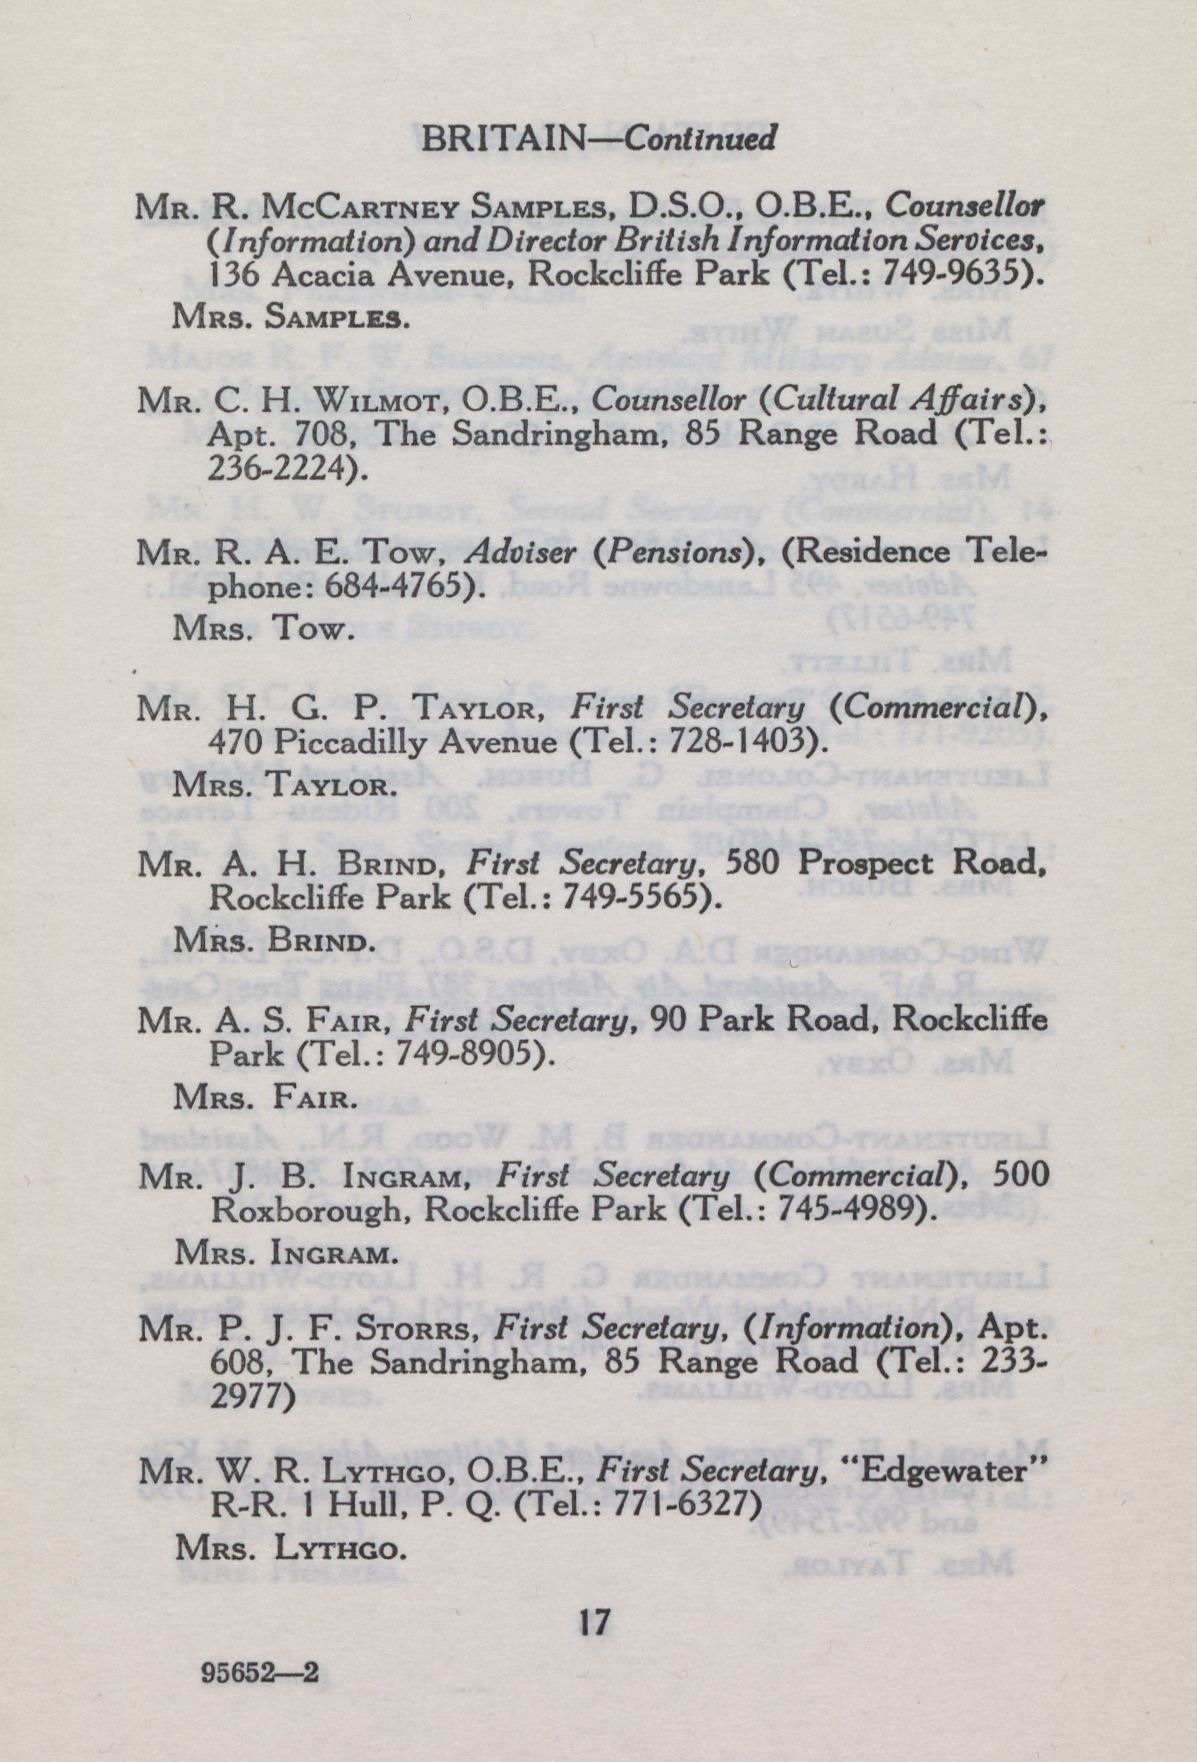 BRITAIN—Continued
Mr. R. McCartney Samples, D.S.O., O.B.E., Counsellor
(Information) and Director British Information Services,
136 Acacia Avenue, Rockcliffe Park (Tel.: 749-9635).
Mrs. Samples.
Mr. C. H. Wilmot, O.B.E., Counsellor (Cultural Affairs),
Apt. 708, The Sandringham, 85 Range Road (Tel.:
236-2224).
Mr. R. A. E. Tow, Adviser (Pensions), (Residence Tele-
phone: 684-4765).
Mrs. Tow.
Mr. H. G. P. Taylor, First Secretary (Commercial),
470 Piccadilly Avenue (Tel.: 728-1403).
Mrs. Taylor.
Mr. A. H. Brind, First Secretary, 580 Prospect Road,
Rockcliffe Park (Tel.: 749-5565).
Mrs. Brind.
Mr. A. S. Fair, First Secretary, 90 Park Road, Rockcliffe
Park (Tel.: 749-8905).
Mrs. Fair.
Mr. J. B. Ingram, First Secretary (Commercial), 500
Roxborough, Rockcliffe Park (Tel.: 745-4989).
Mrs. Ingram.
Mr. P. J. F. Storrs, First Secretary, (Information), Apt.
608, The Sandringham, 85 Range Road (Tel.: 233-
2977)
Mr. W. R. Lythgo, O.B.E., First Secretary, "Edgewater"
R-R. 1 Hull, P. Q. (Tel.: 771-6327)
Mrs. Lythgo.
17
95652—2